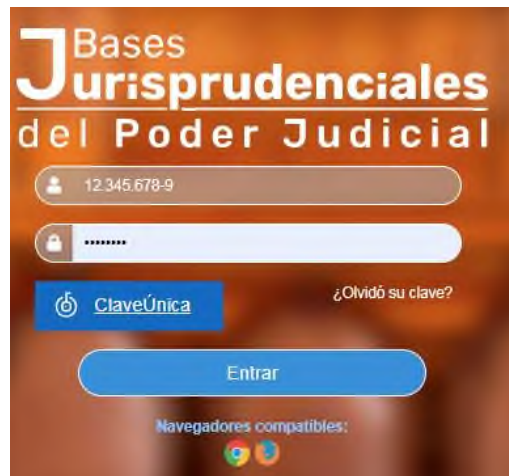 Bases
Jurisprudenciales
del Poder Judicial
12.345.678-9
••••••••
ClaveÚnica
¿Olvidó su clave?
Entrar
Navegadores compatibles: